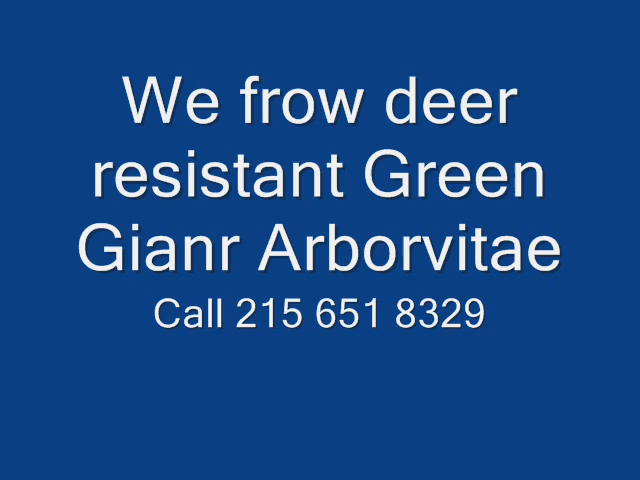 We frow deer
resistant Green
Gianr Arborvitae
Call 215 651 8329